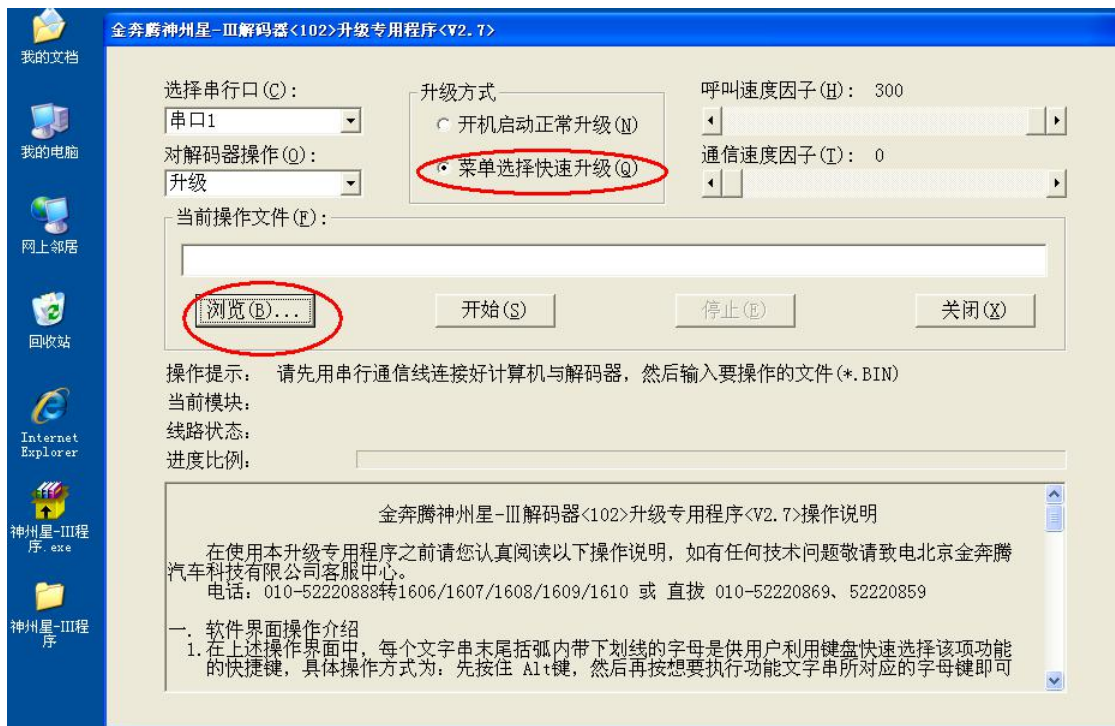 我的文档
我的电脑
网上邻居
回收站
Internet
Explorer
神州星-III程
序.exe
神州星-III程
序
金奔腾神州星-Ⅲ解码器<102>升级专用程序<V2.7>
选择串行口(C):
串口1
对解码器操作(O):
升级
升级方式
开机启动正常升级(N)
菜单选择快速升级(Q)
呼叫速度因子(H): 300
通信速度因子(T): 0
当前操作文件(F):
浏览(B)...
开始(S)
停止(E)
关闭(X)
操作提示: 请先用串行通信线连接好计算机与解码器,然后输入要操作的文件(*.BIN)
当前模块:
线路状态:
进度比例:
金奔腾神州星-Ⅲ解码器<102>升级专用程序<V2.7>操作说明
在使用本升级专用程序之前请您认真阅读以下操作说明,如有任何技术问题敬请致电北京金奔腾
汽车科技有限公司客服中心。
电话: 010-52220888转1606/1607/1608/1609/1610 或 直拨 010-52220869、52220859
一. 软件界面操作介绍
1.在上述操作界面中,每个文字串末尾括弧内带下划线的字母是供用户利用键盘快速选择该项功能
的快捷键,具体操作方式为:先按住 Alt键,然后再按想要执行功能文字串所对应的字母键即可